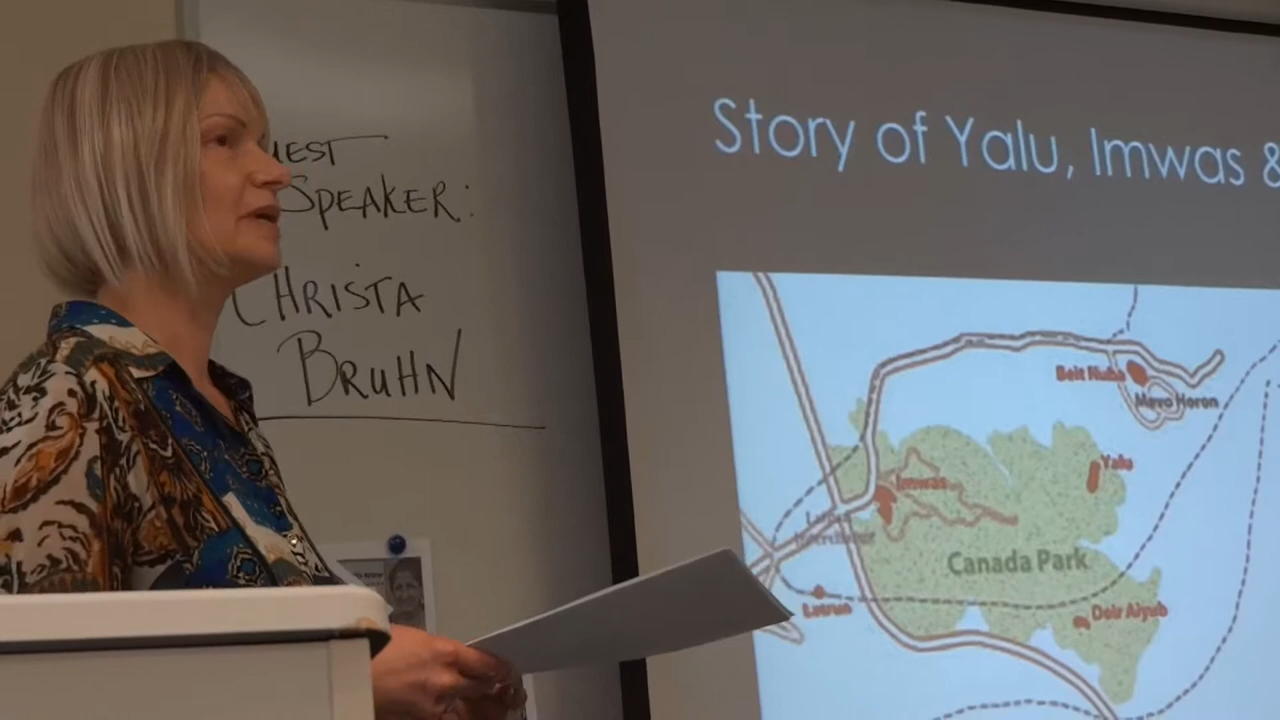 UEST
SPEAKER:
CHRISTA
BRUHN
Story of Yalu, Imwas &
Beit Nuba
Mevo Horon
Yalu
Imwas
Canada Park
Latrun
Deir Aiyub